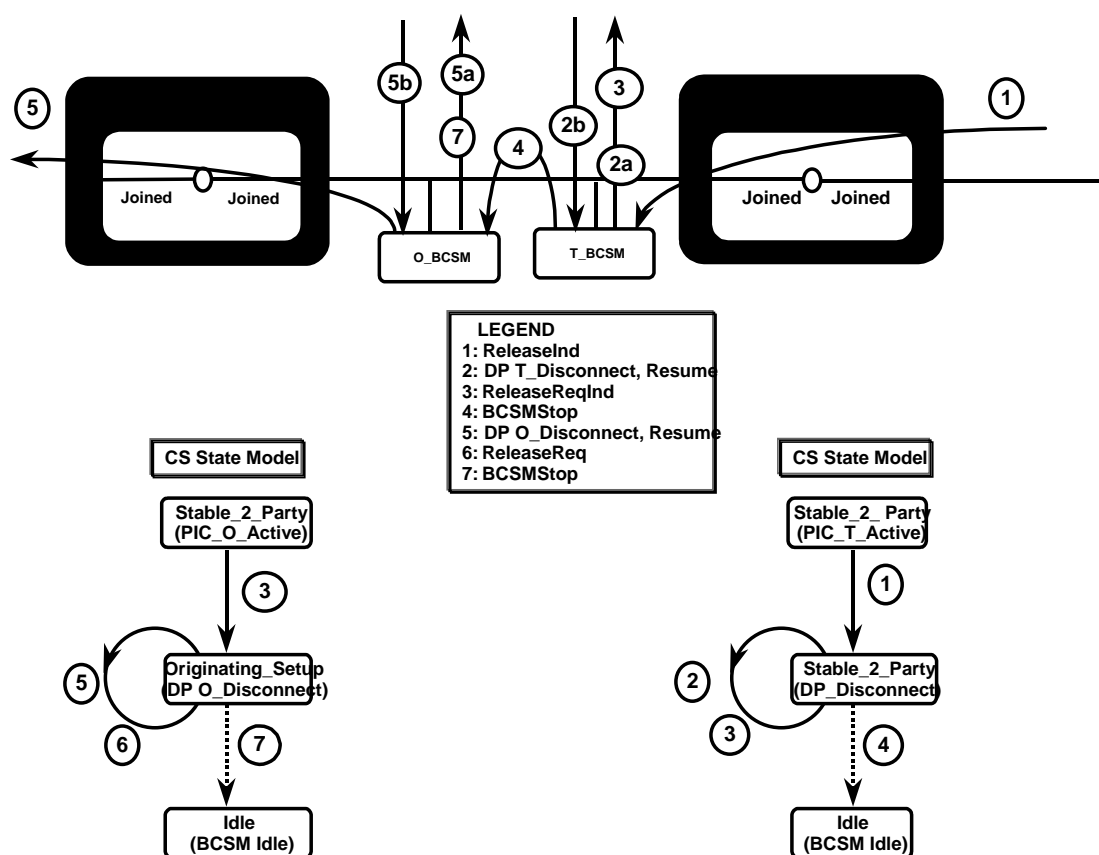 5
5b
5a
7
4
2b
3
2a
1
Joined
Joined
Joined
Joined
O_BCSM
T_BCSM
LEGEND
1: ReleaseInd
2: DP T_Disconnect, Resume
3: ReleaseReqInd
4: BCSMStop
5: DP O_Disconnect, Resume
6: ReleaseReq
7: BCSMStop
CS State Model
Stable_2_Party
(PIC_O_Active)
3
Originating_Setup
(DP O_Disconnect)
5
6
7
Idle
(BCSM Idle)
CS State Model
Stable_2_ Party
(PIC_T_Active)
1
Stable_2_Party
(DP_Disconnect)
2
3
4
Idle
(BCSM Idle)